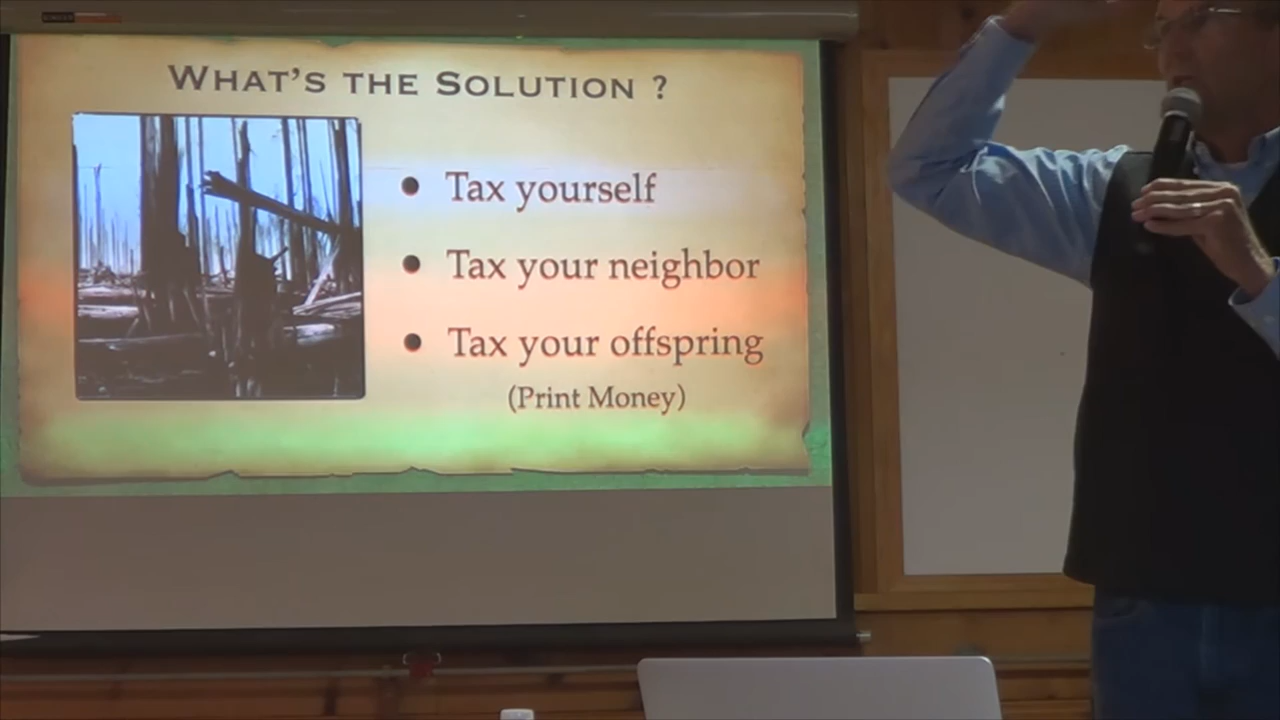 WHAT'S THE SOLUTION ?
Tax yourself
Tax your neighbor
Tax your offspring
(Print Money)